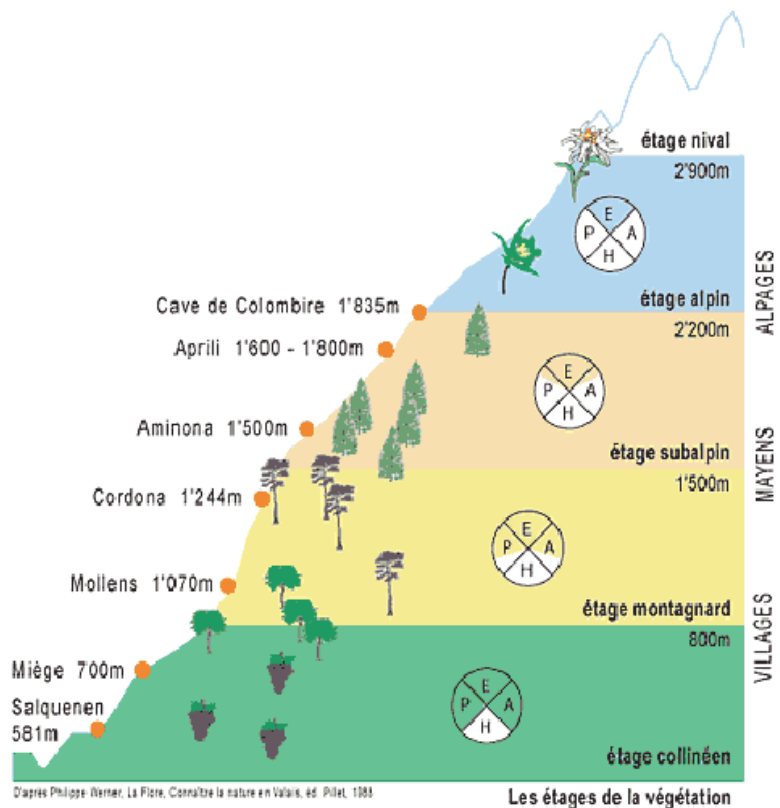 étage nival
2'900m
E
P A
H
étage alpin
Cave de Colombire 1'835m
2'200m
ALPAGES
Aprili 1'600 - 1'800m
E
P A
H
Aminona 1'500m
étage subalpin
1'500m
MAYENS
Cordona 1'244m
E
P A
H
Mollens 1'070m
étage montagnard
800m
VILLAGES
Miège 700m
E
P A
H
Salquenen
581m
étage collinéen
D'après Philippe Werner, La Flore, Connaître la nature en Valais, éd. Pillet, 1988
Les étages de la végétation